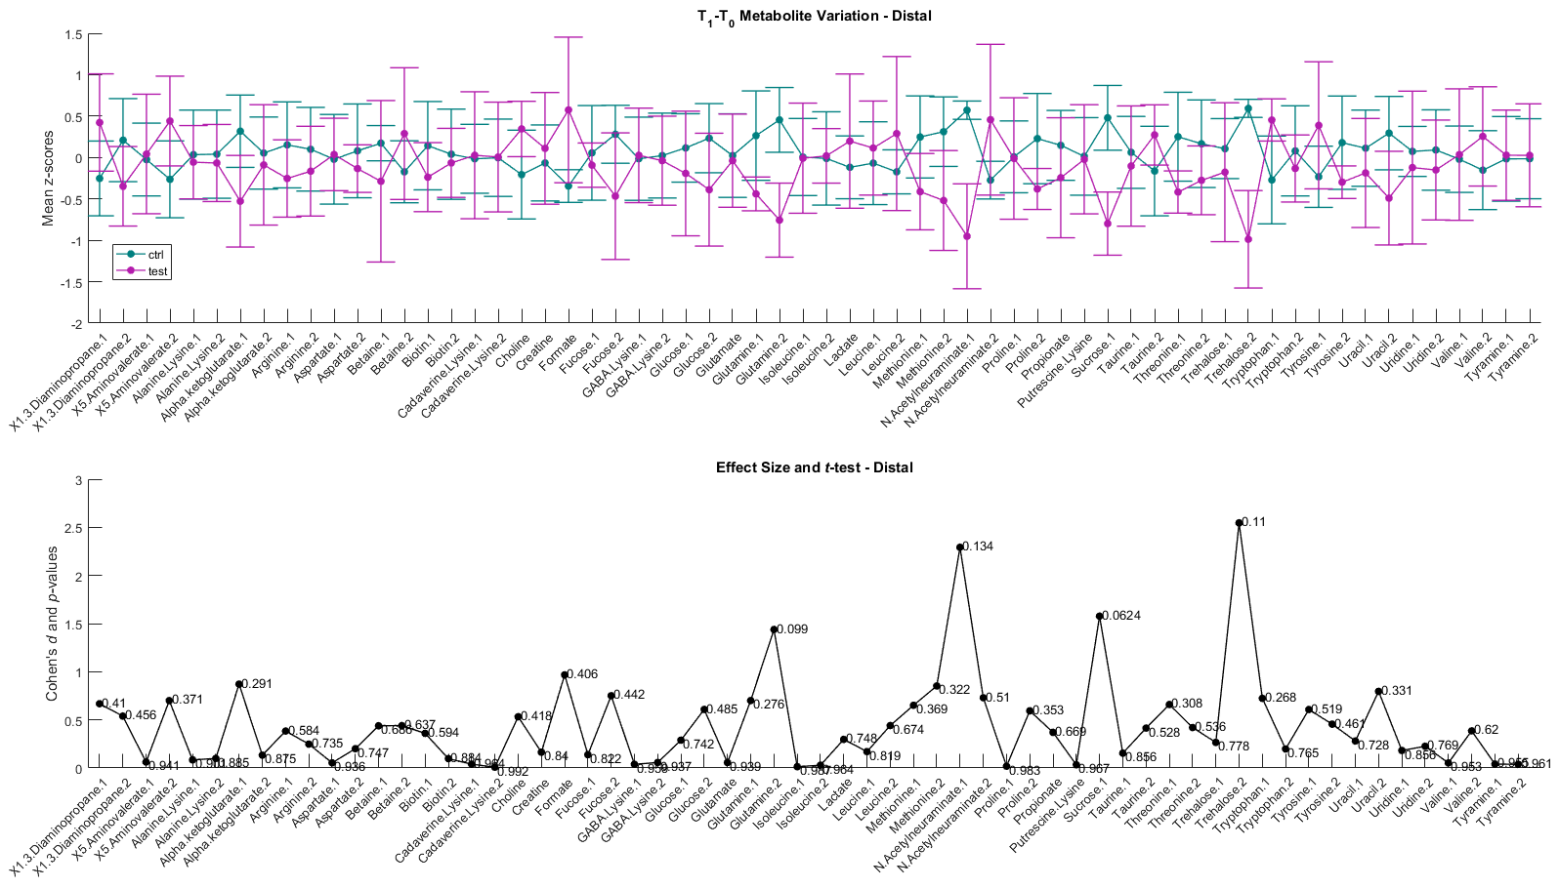 T1-T0 Metabolite Variation - Distal
Mean z-scores
1.5
1
0.5
0
-0.5
-1
-1.5
-2
ctrl
test
X1.3.Diaminopropane.1
X1.3.Diaminopropane.2
X5.Aminovalerate.1
X5.Aminovalerate.2
Alanine.Lysine.1
Alanine.Lysine.2
Alpha.ketoglutarate.1
Alpha.ketoglutarate.2
Arginine.1
Arginine.2
Aspartate.1
Aspartate.2
Betaine.1
Betaine.2
Biotin.1
Biotin.2
Cadaverine.Lysine.1
Cadaverine.Lysine.2
Choline
Creatine
Formate
Fucose.1
Fucose.2
GABA.Lysine.1
GABA.Lysine.2
Glucose.1
Glucose.2
Glutamate
Glutamine.1
Glutamine.2
Isoleucine.1
Isoleucine.2
Lactate
Leucine.1
Leucine.2
Methionine.1
Methionine.2
N.Acetylneuraminate.1
N.Acetylneuraminate.2
Proline.1
Proline.2
Propionate
Putrescine.Lysine
Sucrose.1
Taurine.1
Taurine.2
Threonine.1
Threonine.2
Trehalose.1
Trehalose.2
Tryptophan.1
Tryptophan.2
Tyrosine.1
Tyrosine.2
Uracil.1
Uracil.2
Uridine.1
Uridine.2
Valine.1
Valine.2
Tyramine.1
Tyramine.2
Effect Size and t-test - Distal
Cohen's d and p-values
3
2.5
2
1.5
1
0.5
0
0.41
0.456
0.941
0.371
0.885
0.291
0.875
0.584
0.735
0.936
0.747
0.637
0.594
0.884
0.992
0.418
0.84
0.406
0.822
0.442
0.937
0.742
0.485
0.939
0.276
0.099
0.964
0.748
0.819
0.674
0.369
0.322
0.134
0.51
0.983
0.353
0.669
0.967
0.0624
0.856
0.528
0.308
0.536
0.778
0.11
0.268
0.765
0.519
0.461
0.728
0.331
0.856
0.769
0.953
0.62
0.961
X1.3.Diaminopropane.1
X1.3.Diaminopropane.2
X5.Aminovalerate.1
X5.Aminovalerate.2
Alanine.Lysine.1
Alanine.Lysine.2
Alpha.ketoglutarate.1
Alpha.ketoglutarate.2
Arginine.1
Arginine.2
Aspartate.1
Aspartate.2
Betaine.1
Betaine.2
Biotin.1
Biotin.2
Cadaverine.Lysine.1
Cadaverine.Lysine.2
Choline
Creatine
Formate
Fucose.1
Fucose.2
GABA.Lysine.1
GABA.Lysine.2
Glucose.1
Glucose.2
Glutamate
Glutamine.1
Glutamine.2
Isoleucine.1
Isoleucine.2
Lactate
Leucine.1
Leucine.2
Methionine.1
Methionine.2
N.Acetylneuraminate.1
N.Acetylneuraminate.2
Proline.1
Proline.2
Propionate
Putrescine.Lysine
Sucrose.1
Taurine.1
Taurine.2
Threonine.1
Threonine.2
Trehalose.1
Trehalose.2
Tryptophan.1
Tryptophan.2
Tyrosine.1
Tyrosine.2
Uracil.1
Uracil.2
Uridine.1
Uridine.2
Valine.1
Valine.2
Tyramine.1
Tyramine.2